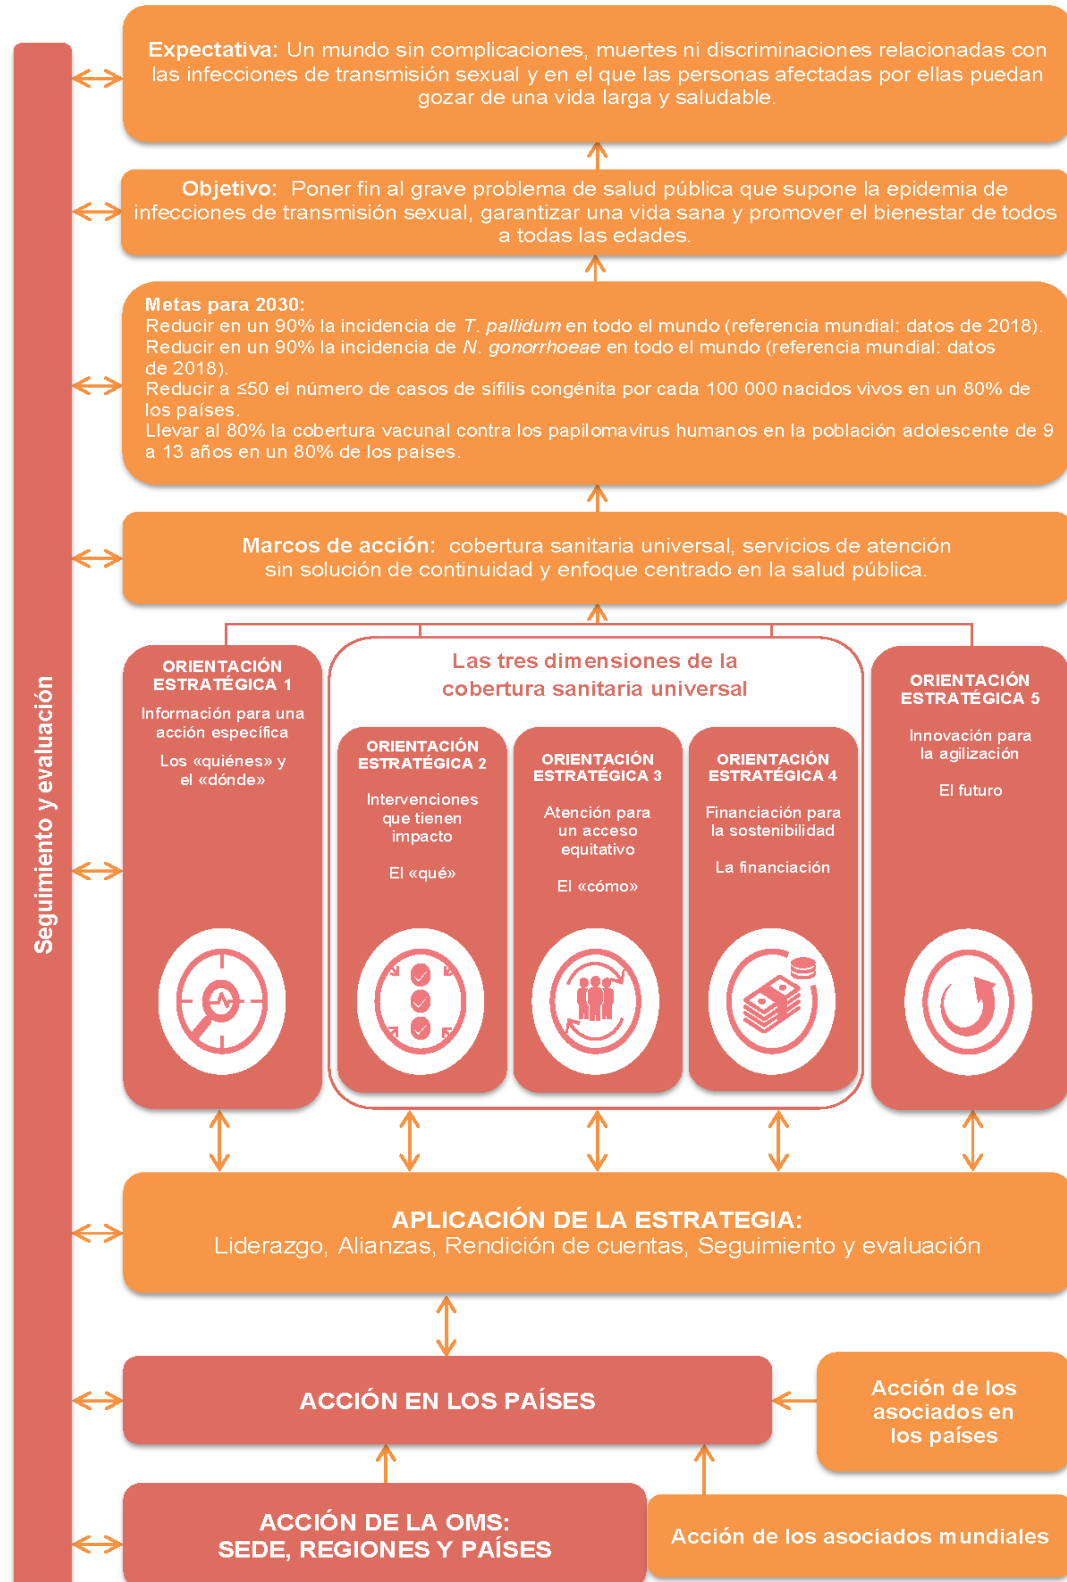 Expectativa: Un mundo sin complicaciones, muertes ni discriminaciones relacionadas con
las infecciones de transmisión sexual y en el que las personas afectadas por ellas puedan
gozar de una vida larga y saludable.
Objetivo: Poner fin al grave problema de salud pública que supone la epidemia de
infecciones de transmisión sexual, garantizar una vida sana y promover el bienestar de todos
a todas las edades.
Metas para 2030:
Reducir en un 90% la incidencia de T. pallidum en todo el mundo (referencia mundial: datos de 2018).
Reducir en un 90% la incidencia de N. gonorrhoeae en todo el mundo (referencia mundial: datos
de 2018).
Reducir a ≤50 el número de casos de sífilis congénita por cada 100 000 nacidos vivos en un 80% de
los países.
Llevar al 80% la cobertura vacunal contra los papilomavirus humanos en la población adolescente de 9
a 13 años en un 80% de los países.
Marcos de acción: cobertura sanitaria universal, servicios de atención
sin solución de continuidad y enfoque centrado en la salud pública.
Seguimiento y evaluación
ORIENTACIÓN
ESTRATÉGICA 1
Información para una
acción específica
Los «quiénes» y
el «dónde»
Las tres dimensiones de la
cobertura sanitaria universal
ORIENTACIÓN
ESTRATÉGICA 2
Intervenciones
que tienen
impacto
El «qué»
ORIENTACIÓN
ESTRATÉGICA 3
Atención para
un acceso
equitativo
El «cómo»
ORIENTACIÓN
ESTRATÉGICA 4
Financiación para
la sostenibilidad
La financiación
ORIENTACIÓN
ESTRATÉGICA 5
Innovación para
la agilización
El futuro
APLICACIÓN DE LA ESTRATEGIA:
Liderazgo, Alianzas, Rendición de cuentas, Seguimiento y evaluación
ACCIÓN EN LOS PAÍSES
Acción de los
asociados en
los países
ACCIÓN DE LA OMS:
SEDE, REGIONES Y PAÍSES
Acción de los asociados mundiales